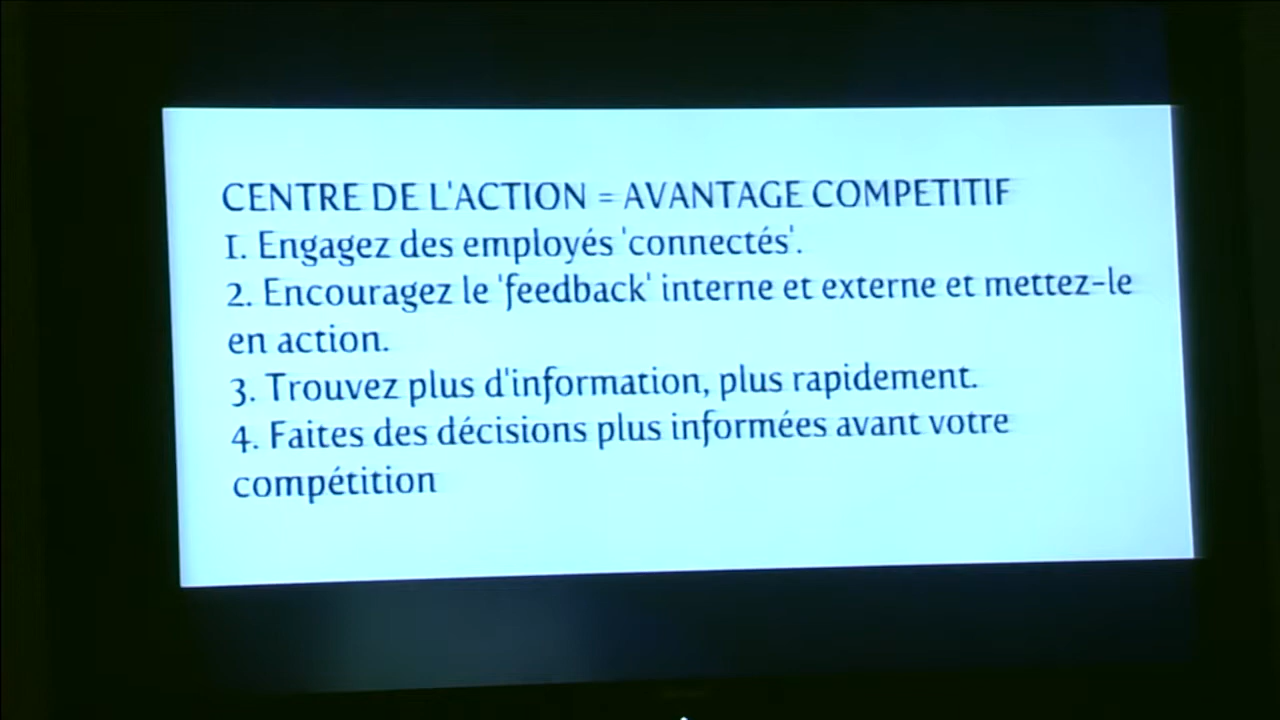 CENTRE DE L'ACTION = AVANTAGE COMPETITIF
1. Engagez des employés 'connectés'.
2. Encouragez le 'feedback' interne et externe et mettez-le
en action.
3. Trouvez plus d'information, plus rapidement.
4. Faites des décisions plus informées avant votre
compétition